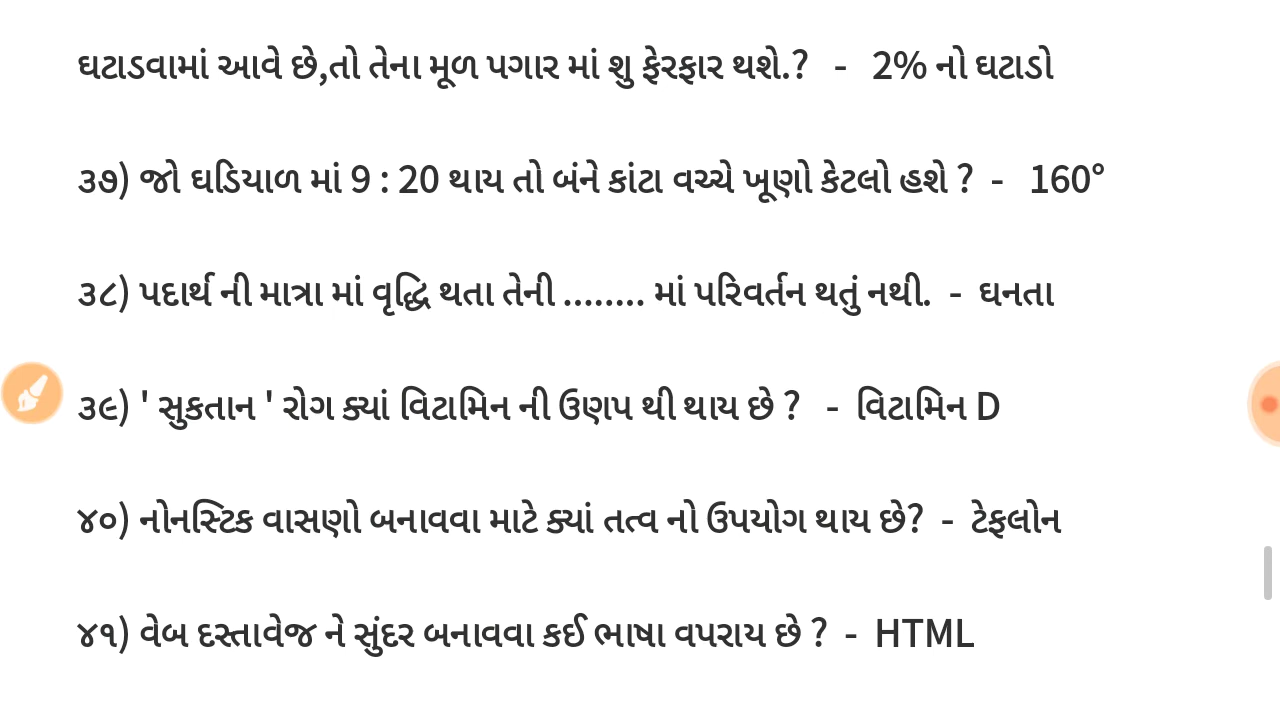 ઘટાડવામાં આવે છે,તો તેના મૂળ પગાર માં શુ ફેરફાર થશે.? - 2% નો ઘટાડો
૩૭) જો ઘડિયાળ માં 9 : 20 થાય તો બંને કાંટા વચ્ચે ખૂણો કેટલો હશે ? - 160°
૩૮) પદાર્થ ની માત્રા માં વૃદ્ધિ થતા તેની ........ માં પરિવર્તન થતું નથી. - ઘનતા
૩૯) ' સુકતાન ' રોગ ક્યાં વિટામિન ની ઉણપ થી થાય છે ? - વિટામિન D
૪૦) નોનસ્ટિક વાસણો બનાવવા માટે ક્યાં તત્વ નો ઉપયોગ થાય છે? - ટેફલોન
૪૧) વેબ દસ્તાવેજ ને સુંદર બનાવવા કઈ ભાષા વપરાય છે ? - HTML